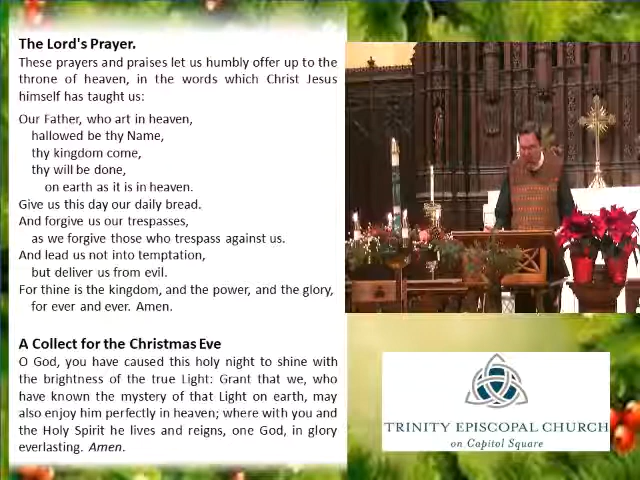 The Lord's Prayer.
These prayers and praises let us humbly offer up to the
throne of heaven, in the words which Christ Jesus
himself has taught us:
Our Father, who art in heaven,
hallowed be thy Name,
thy kingdom come,
thy will be done,
on earth as it is in heaven.
Give us this day our daily bread.
And forgive us our trespasses,
as we forgive those who trespass against us.
And lead us not into temptation,
but deliver us from evil.
For thine is the kingdom, and the power, and the glory,
for ever and ever. Amen.
A Collect for the Christmas Eve
O God, you have caused this holy night to shine with
the brightness of the true Light: Grant that we, who
have known the mystery of that Light on earth, may
also enjoy him perfectly in heaven; where with you and
the Holy Spirit he lives and reigns, one God, in glory
everlasting. Amen.
TRINITY EPISCOPAL CHURCH
on Capitol Square